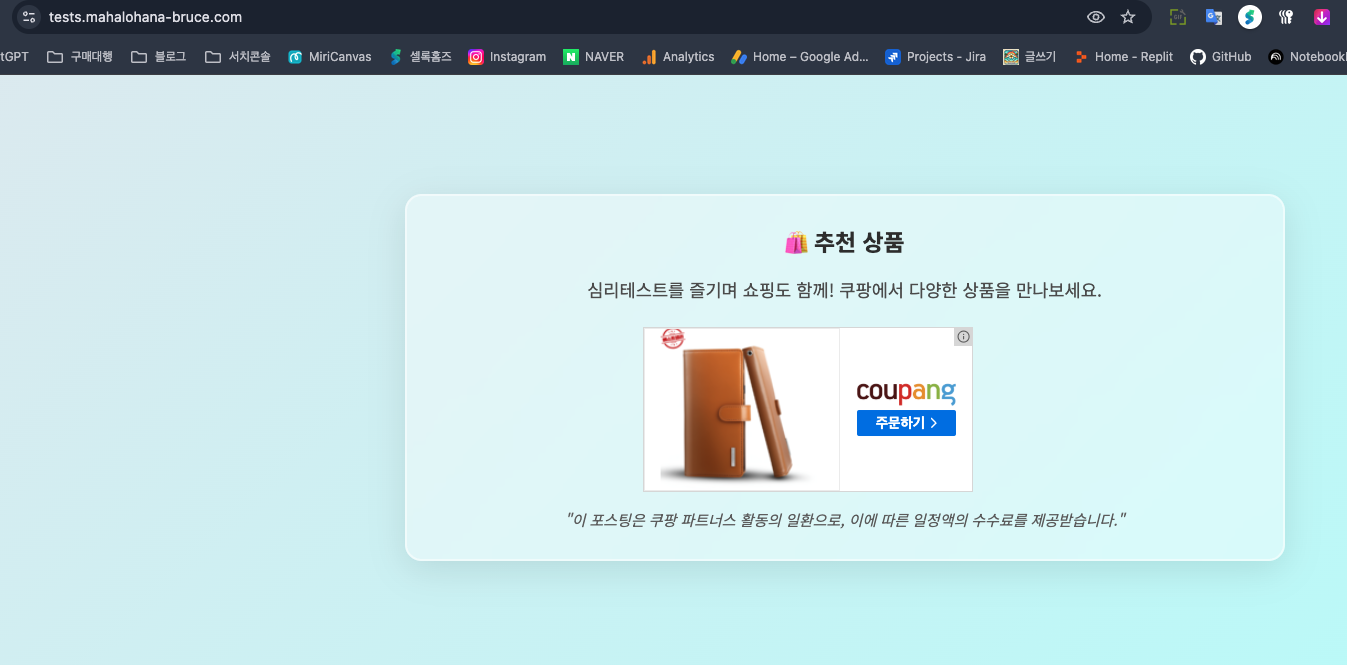 tests.mahalohana-bruce.com
tGPT 구매대행 블로그 서치콘솔 MiriCanvas 셀록홈즈 Instagram NAVER Analytics Home – Google Ad... Projects - Jira 글쓰기 Home - Replit GitHub Notebookl
🛍️ 추천 상품
심리테스트를 즐기며 쇼핑도 함께! 쿠팡에서 다양한 상품을 만나보세요.
coupang
주문하기 >
"이 포스팅은 쿠팡 파트너스 활동의 일환으로, 이에 따른 일정액의 수수료를 제공받습니다."